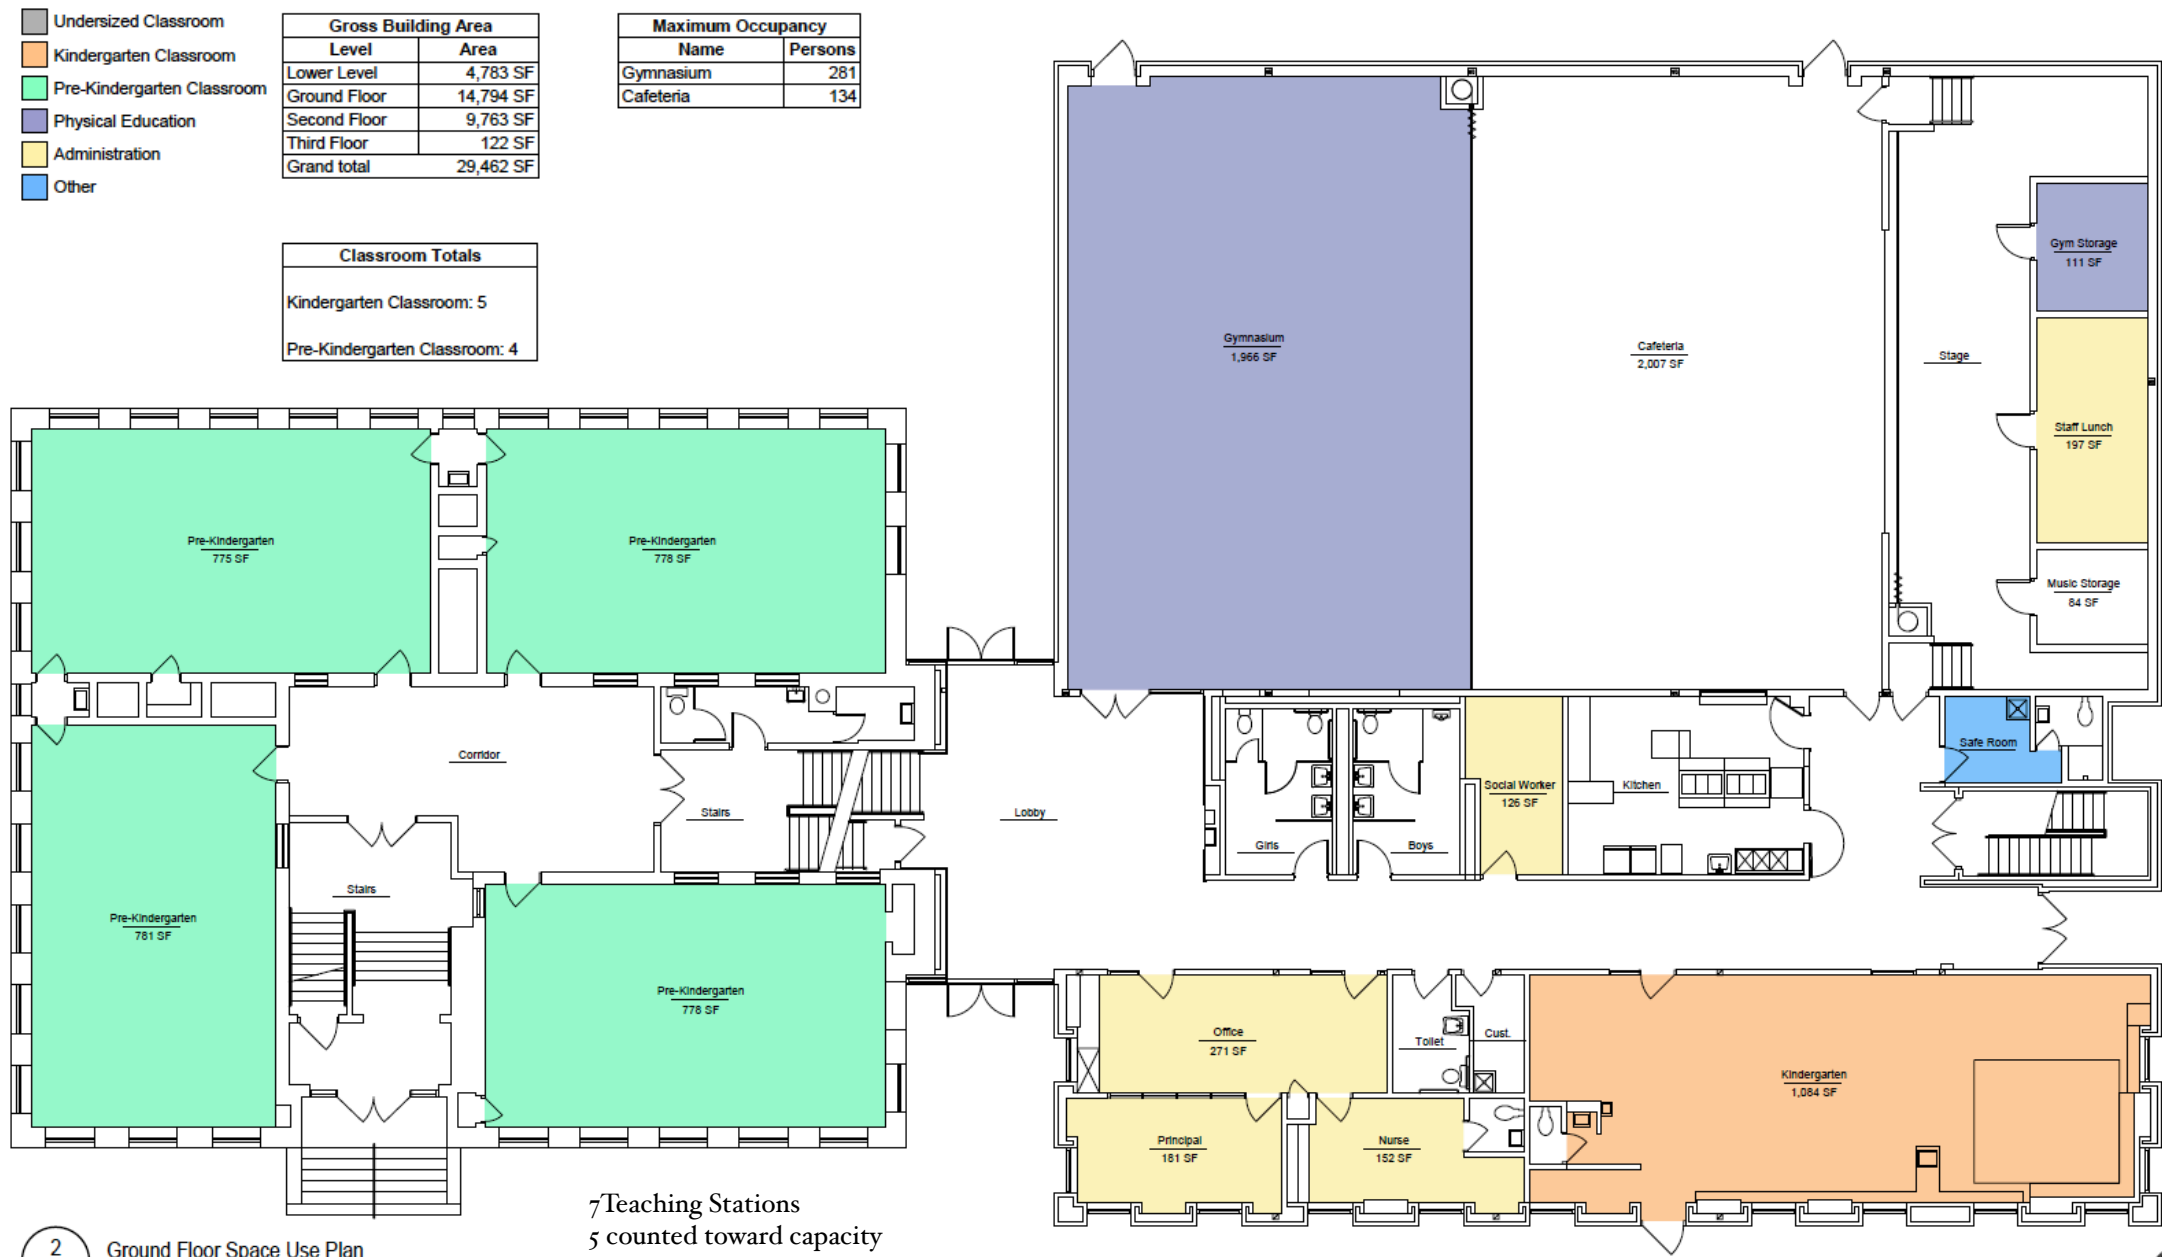 Undersized Classroom
Kindergarten Classroom
Pre-Kindergarten Classroom
Physical Education
Administration
Other
Gross Building Area
Level Area
Lower Level 4,783 SF
Ground Floor 14,794 SF
Second Floor 9,763 SF
Third Floor 122 SF
Grand total 29,462 SF
Maximum Occupancy
Name Persons
Gymnasium 281
Cafeteria 134
Classroom Totals
Kindergarten Classroom: 5
Pre-Kindergarten Classroom: 4
Gym Storage
111 SF
Gymnasium
1,966 SF
Cafeteria
2,007 SF
Stage
Staff Lunch
197 SF
Music Storage
84 SF
Pre-Kindergarten
775 SF
Pre-Kindergarten
778 SF
Corridor
Stairs
Lobby
Girls
Boys
Social Worker
126 SF
Kitchen
Safe Room
Stairs
Pre-Kindergarten
781 SF
Pre-Kindergarten
778 SF
Office
271 SF
Toilet
Cust.
Kindergarten
1,084 SF
Principal
181 SF
Nurse
152 SF
7Teaching Stations
5 counted toward capacity
2
Ground Floor Space Use Plan